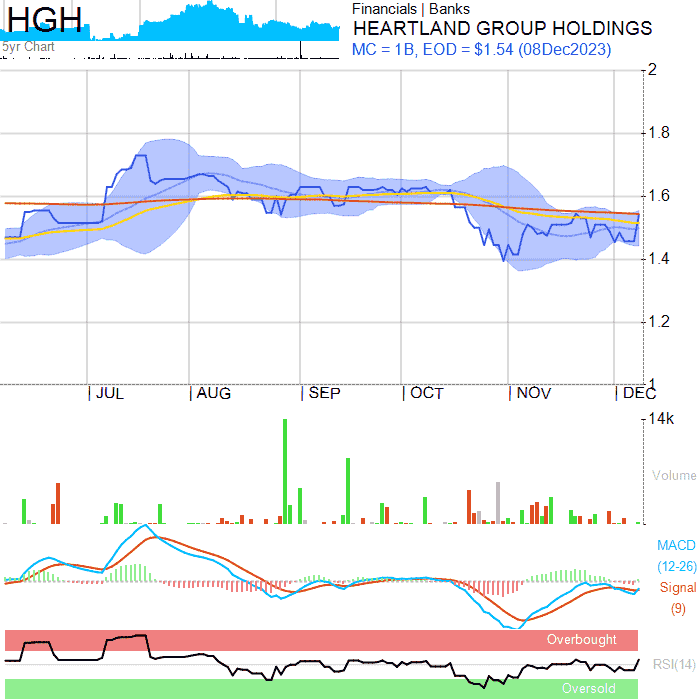 HGH
5yr Chart
Financials | Banks
HEARTLAND GROUP HOLDINGS
MC = 1B, EOD = $1.54 (08Dec2023)
2
1.8
1.6
1.4
1.2
1
JUL AUG SEP OCT NOV DEC
14k
Volume
MACD
(12-26)
Signal
(9)
Overbought
RSI(14)
Oversold